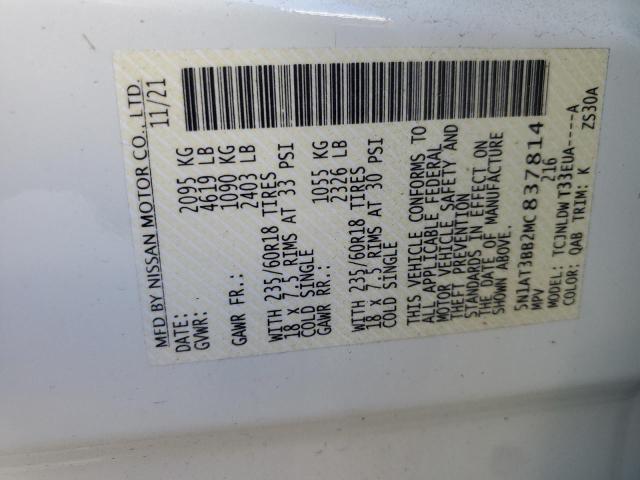 MFD BY NISSAN MOTOR CO., LTD.
DATE: 11/21
GVWR: 2095 KG
4619 LB
GAWR FR.: 1090 KG
2403 LB
WITH 235/60R18 TIRES
18 x 7.5 RIMS AT 33 PSI
COLD SINGLE
GAWR RR.: 1055 KG
2326 LB
WITH 235/60R18 TIRES
18 x 7.5 RIMS AT 30 PSI
COLD SINGLE
THIS VEHICLE CONFORMS TO
ALL APPLICABLE FEDERAL
MOTOR VEHICLE SAFETY AND
THEFT PREVENTION
STANDARDS IN EFFECT ON
THE DATE OF MANUFACTURE
SHOWN ABOVE.
5N1AT3BB2MC837814
MPV 216
MODEL: TCJNLDWT33EUA-----A
COLOR: QAB TRIM: K ZS30A